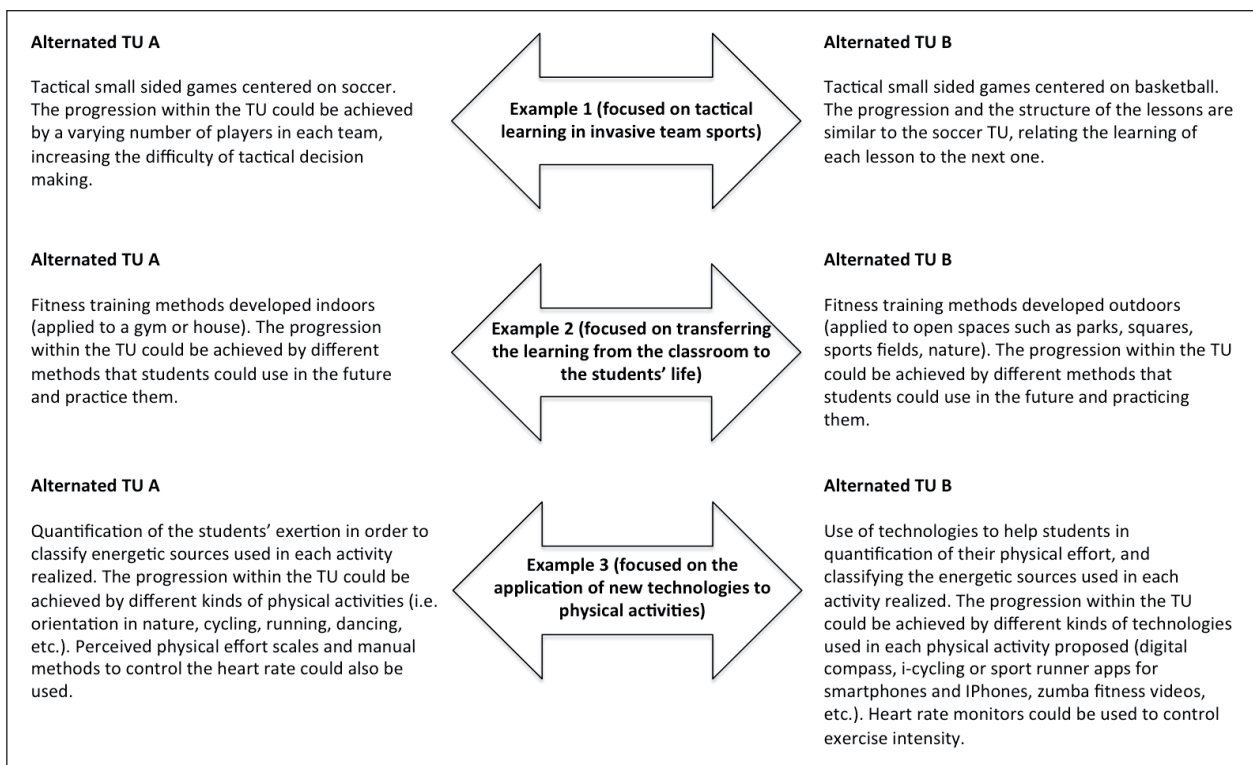 Alternated TU A
Tactical small sided games centered on soccer.
The progression within the TU could be achieved
by a varying number of players in each team,
increasing the difficulty of tactical decision
making.
Example 1 (focused on tactical
learning in invasive team sports)
Alternated TU B
Tactical small sided games centered on basketball.
The progression and the structure of the lessons are
similar to the soccer TU, relating the learning of
each lesson to the next one.
Alternated TU A
Fitness training methods developed indoors
(applied to a gym or house). The progression
within the TU could be achieved by different
methods that students could use in the future
and practice them.
Example 2 (focused on transferring
the learning from the classroom to
the students’ life)
Alternated TU B
Fitness training methods developed outdoors
(applied to open spaces such as parks, squares,
sports fields, nature). The progression within the TU
could be achieved by different methods that
students could use in the future and practicing
them.
Alternated TU A
Quantification of the students’ exertion in order to
classify energetic sources used in each activity
realized. The progression within the TU could be
achieved by different kinds of physical activities (i.e.
orientation in nature, cycling, running, dancing,
etc.). Perceived physical effort scales and manual
methods to control the heart rate could also be
used.
Example 3 (focused on the
application of new technologies to
physical activities)
Alternated TU B
Use of technologies to help students in
quantification of their physical effort, and
classifying the energetic sources used in each
activity realized. The progression within the TU
could be achieved by different kinds of technologies
used in each physical activity proposed (digital
compass, i-cycling or sport runner apps for
smartphones and IPhones, zumba fitness videos,
etc.). Heart rate monitors could be used to control
exercise intensity.